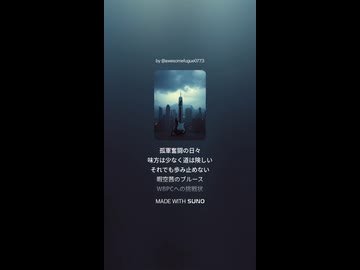 by @awesomefugue0773
孤軍奮闘の日々
味方は少なく道は険しい
それでも歩み止めない
暇空茜のブルース
WBPCへの挑戦状
MADE WITH SUNO